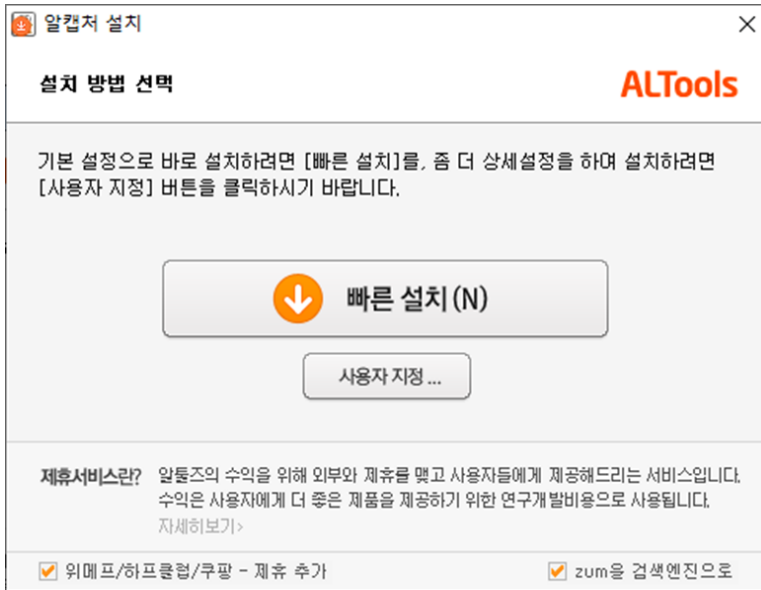 알캡처 설치
설치 방법 선택
ALTools
기본 설정으로 바로 설치하려면 [빠른 설치]를, 좀 더 상세설정을 하며 설치하려면
[사용자 지정] 버튼을 클릭하시기 바랍니다.
빠른 설치(N)
사용자 지정 ...
제휴서비스란? 알툴즈의 수익을 위해 외부와 제휴를 맺고 사용자들에게 제공해드리는 서비스입니다.
수익은 사용자에게 더 좋은 제품을 제공하기 위한 연구개발비용으로 사용됩니다.
자세히보기>
위메프/하프클럽/쿠팡 - 제휴 추가
zum을 검색엔진으로